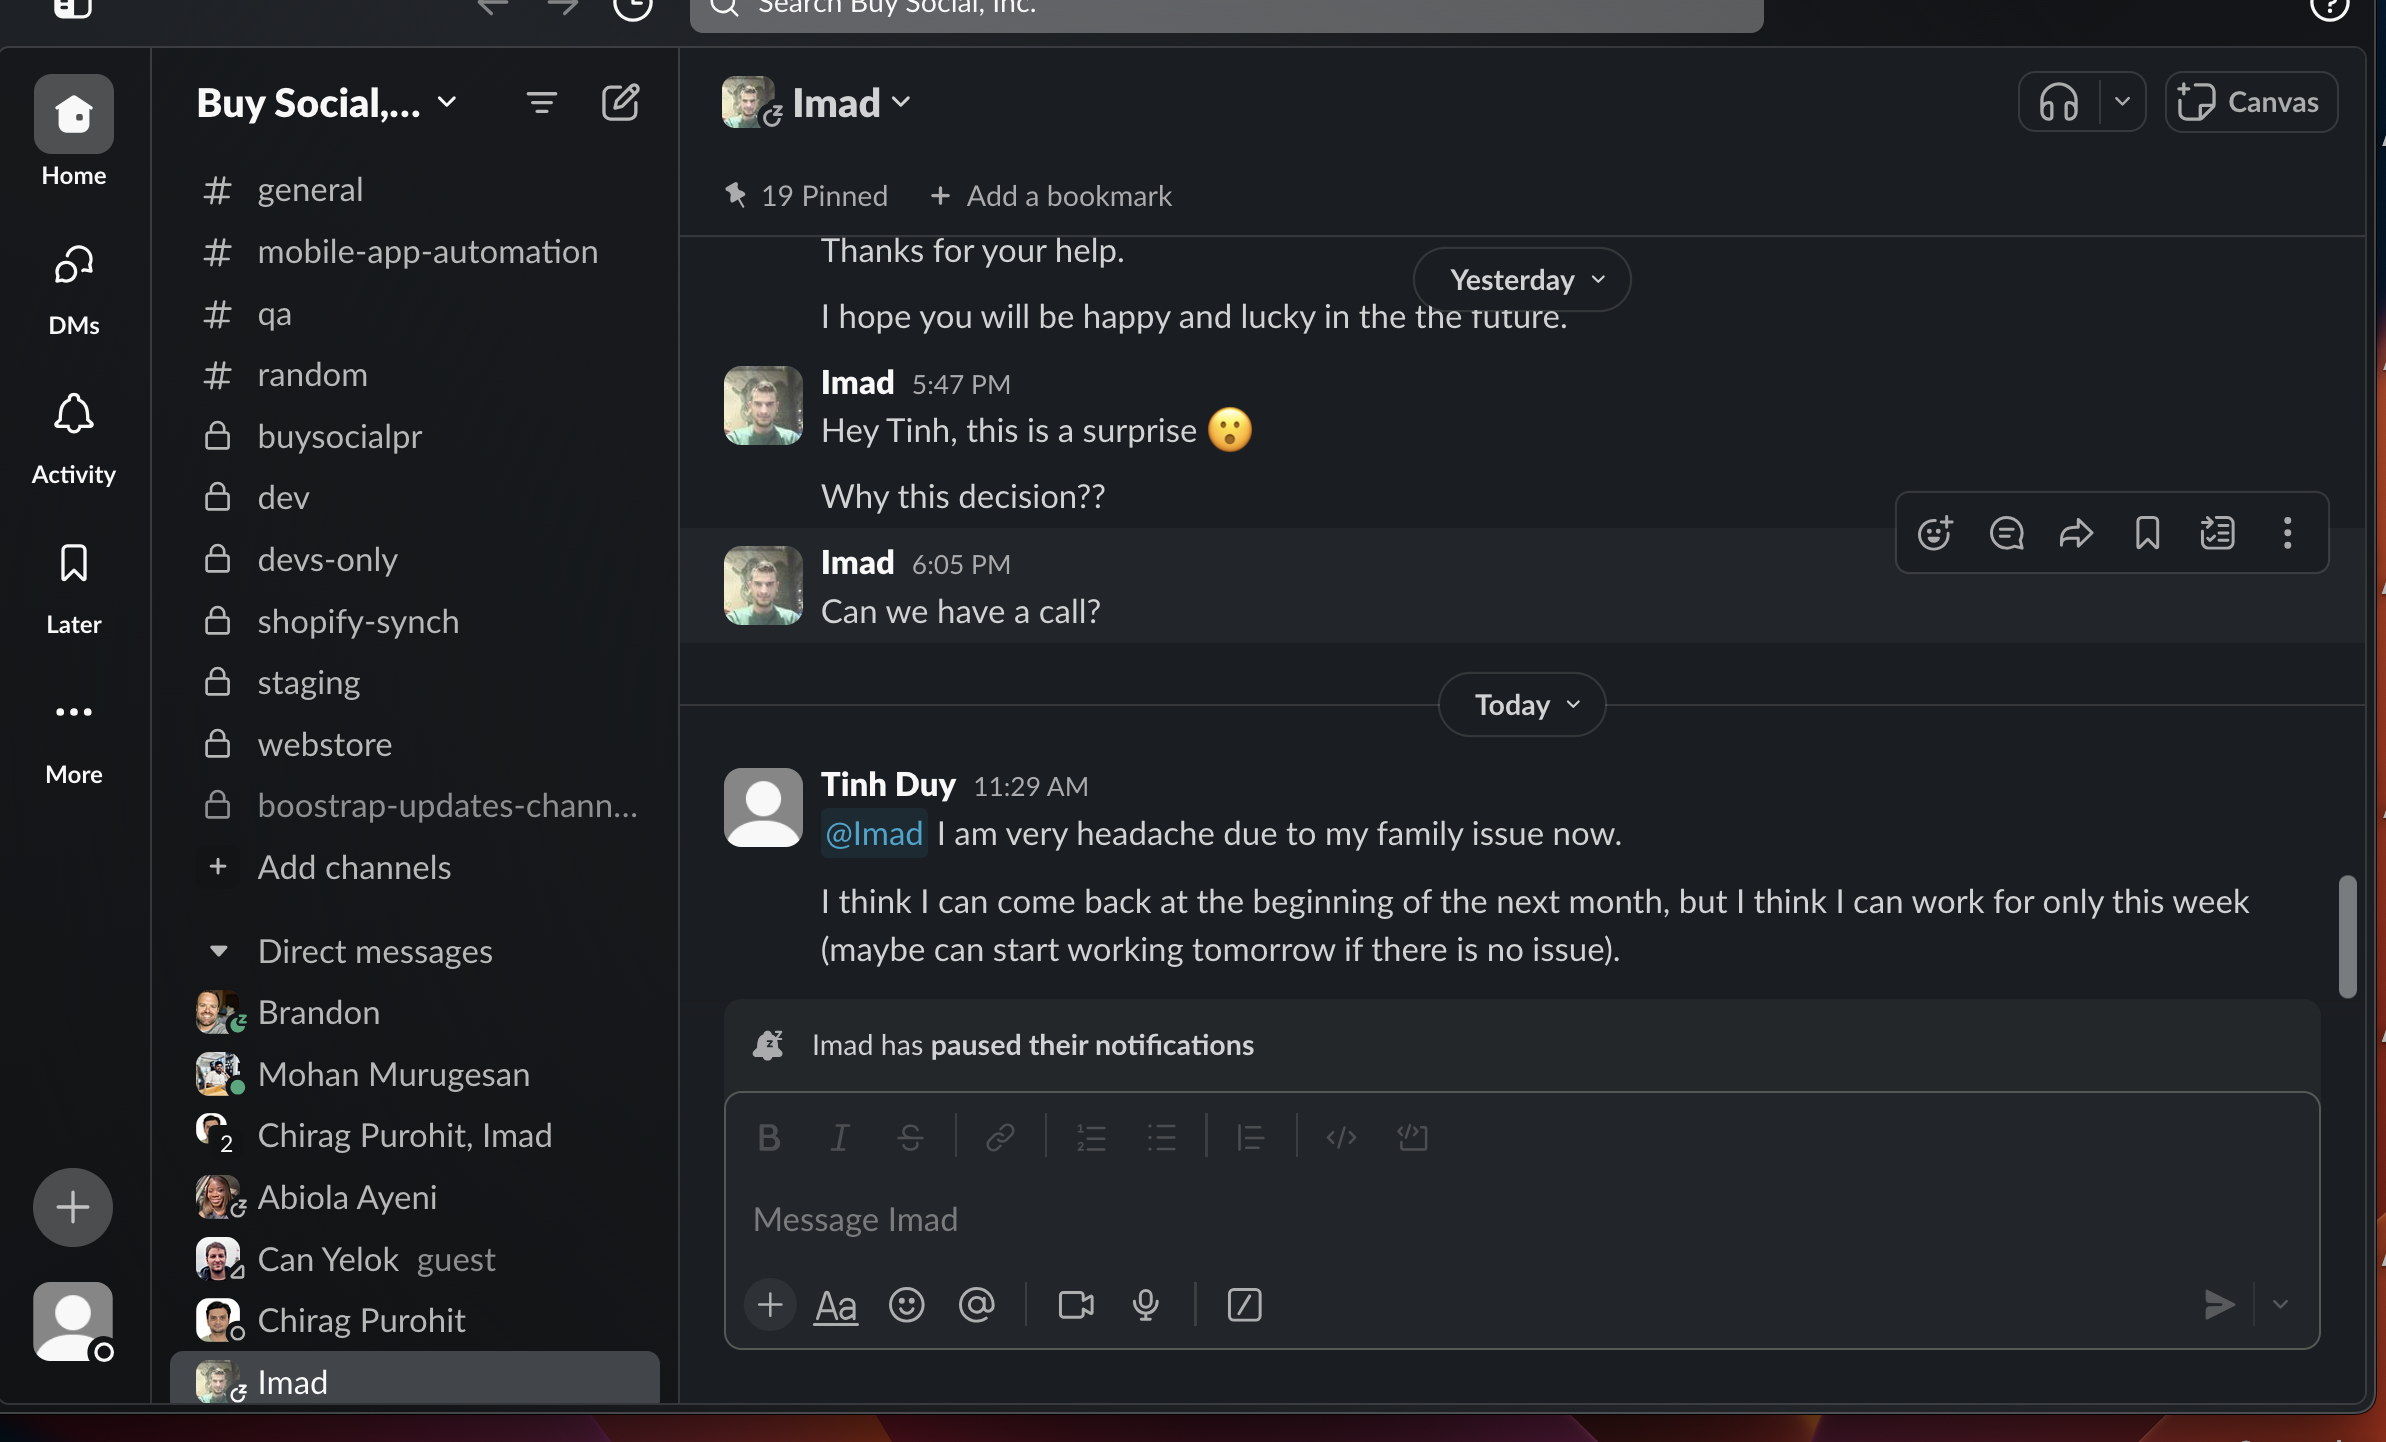 Search Buy Social, Inc.
Home
DMs
Activity
Later
More
Buy Social,...
general
mobile-app-automation
qa
random
buysocialpr
dev
devs-only
shopify-synch
staging
webstore
boostrap-updates-chann...
Add channels
Direct messages
Brandon
Mohan Murugesan
2 Chirag Purohit, Imad
Abiola Ayeni
Can Yelok guest
Chirag Purohit
Imad
Imad
Canvas
19 Pinned + Add a bookmark
Thanks for your help.
Yesterday
I hope you will be happy and lucky in the the future.
Imad 5:47 PM
Hey Tinh, this is a surprise 😮
Why this decision??
Imad 6:05 PM
Can we have a call?
Today
Tinh Duy 11:29 AM
@Imad I am very headache due to my family issue now.
I think I can come back at the beginning of the next month, but I think I can work for only this week
(maybe can start working tomorrow if there is no issue).
Imad has paused their notifications
Message Imad
Aa